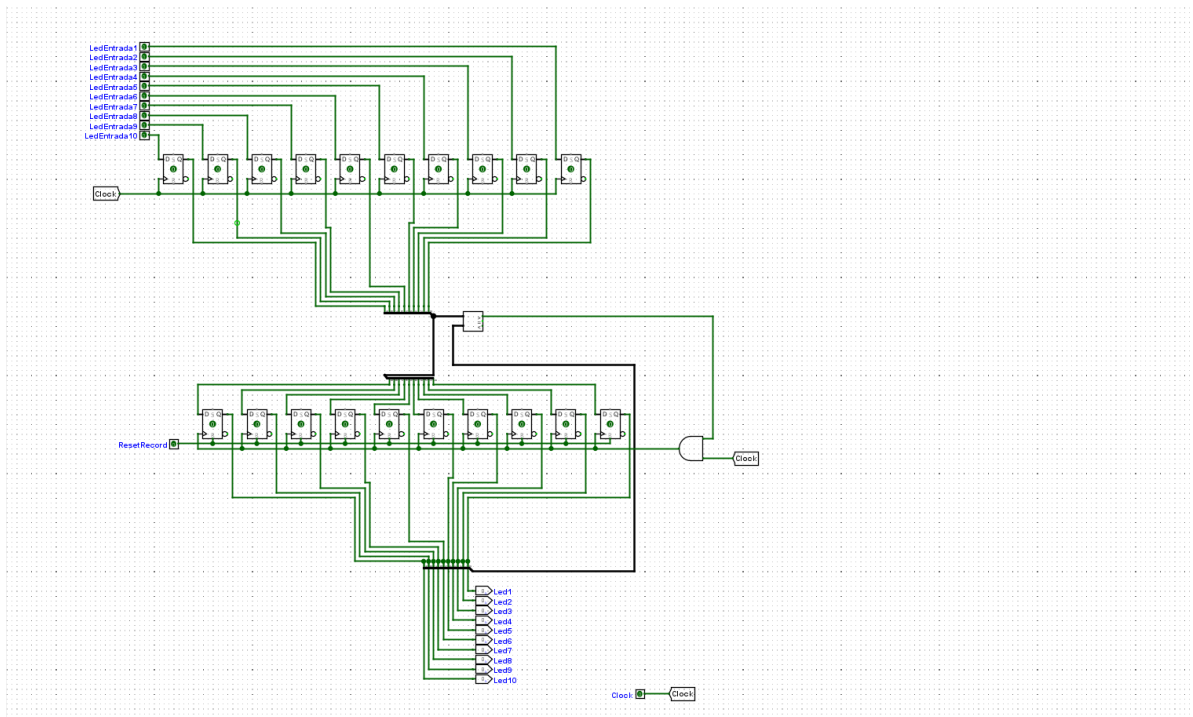 LedEntrada1
LedEntrada2
LedEntrada3
LedEntrada4
LedEntrada5
LedEntrada6
LedEntrada7
LedEntrada8
LedEntrada9
LedEntrada10
D S Q D S Q D S Q D S Q D S Q D S Q D S Q D S Q D S Q D S Q
Clock
D S Q D S Q D S Q D S Q D S Q D S Q D S Q D S Q D S Q D S Q
ResetRecord
Clock
Led1
Led2
Led3
Led4
Led5
Led6
Led7
Led8
Led9
Led10
Clock Clock